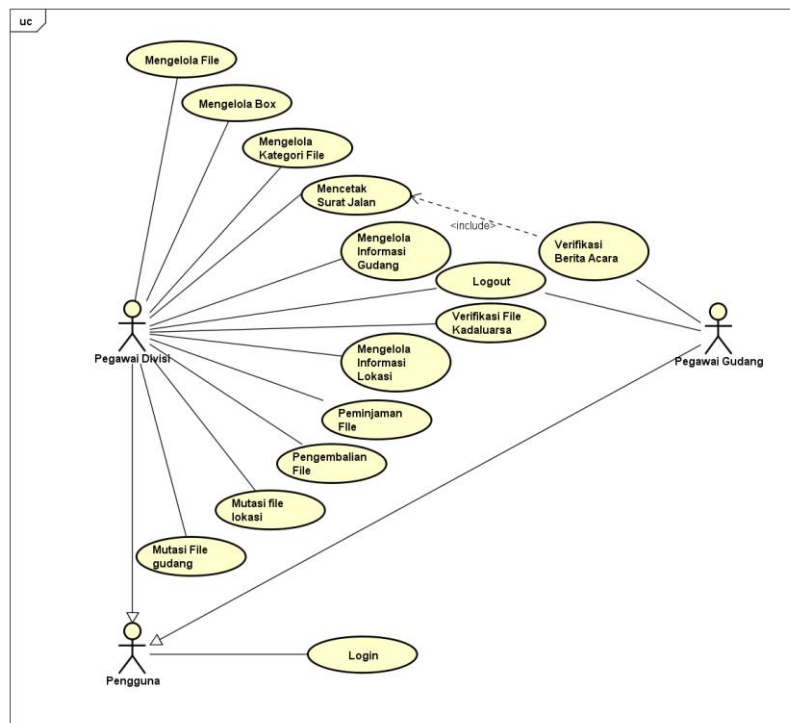 uc
Mengelola File
Mengelola Box
Mengelola
Kategori File
Mencetak
Surat Jalan
<include>
Verifikasi
Berita Acara
Mengelola
Informasi
Gudang
Logout
Verifikasi File
Kadaluarsa
Pegawai Divisi
Pegawai Gudang
Mengelola
Informasi
Lokasi
Peminjaman
FIle
Pengembalian
File
Mutasi file
lokasi
Mutasi File
gudang
Pengguna
Login